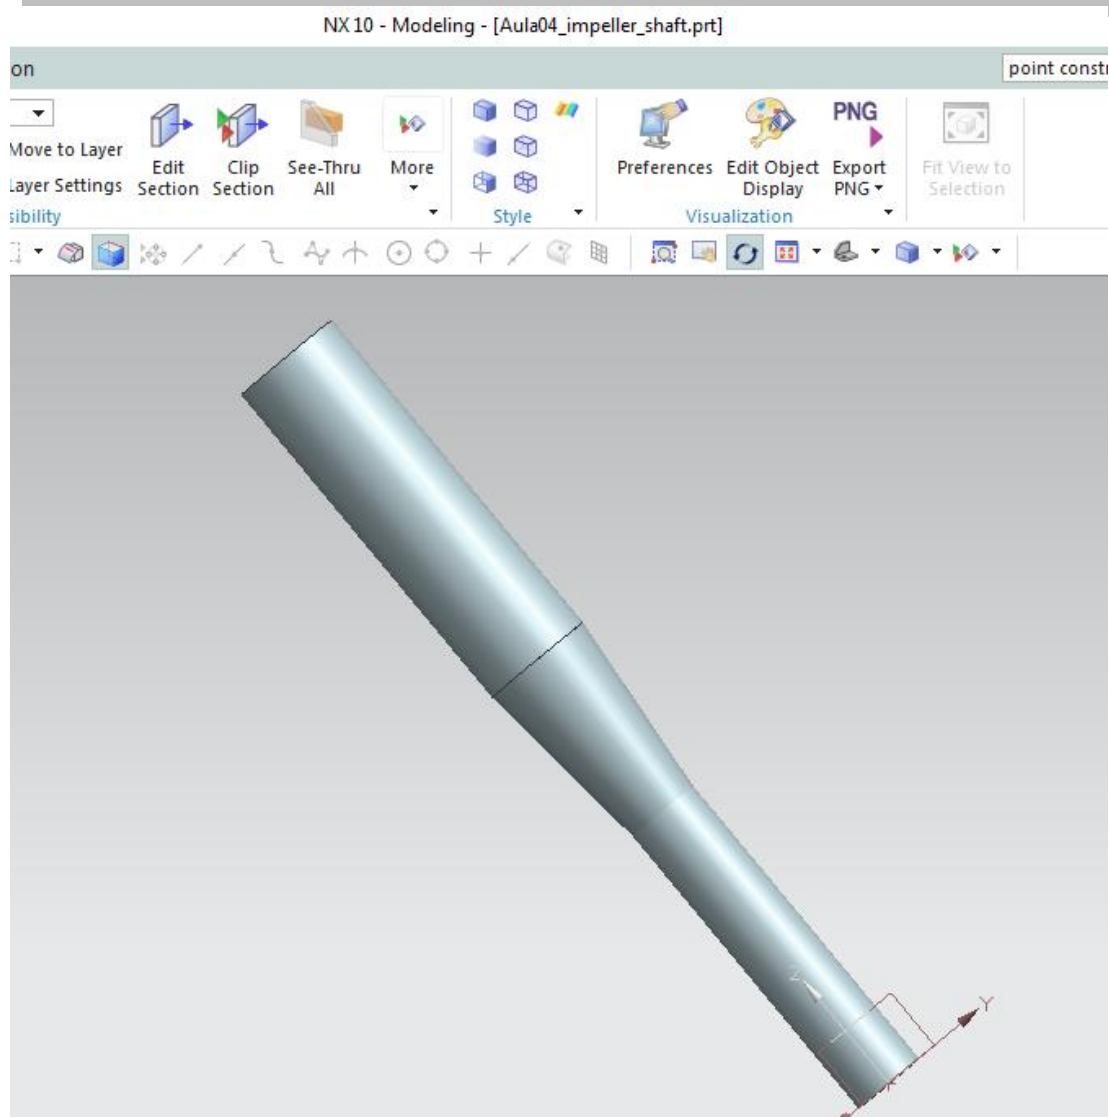 NX 10 - Modeling - [Aula04_impeller_shaft.prt]
on
point constr
Move to Layer
Layer Settings
Edit
Section
Clip
Section
See-Thru
All
More
Preferences
Edit Object
Display
PNG
Export
PNG
Fit View to
Selection
sibility
Style
Visualization
Z
Y
X